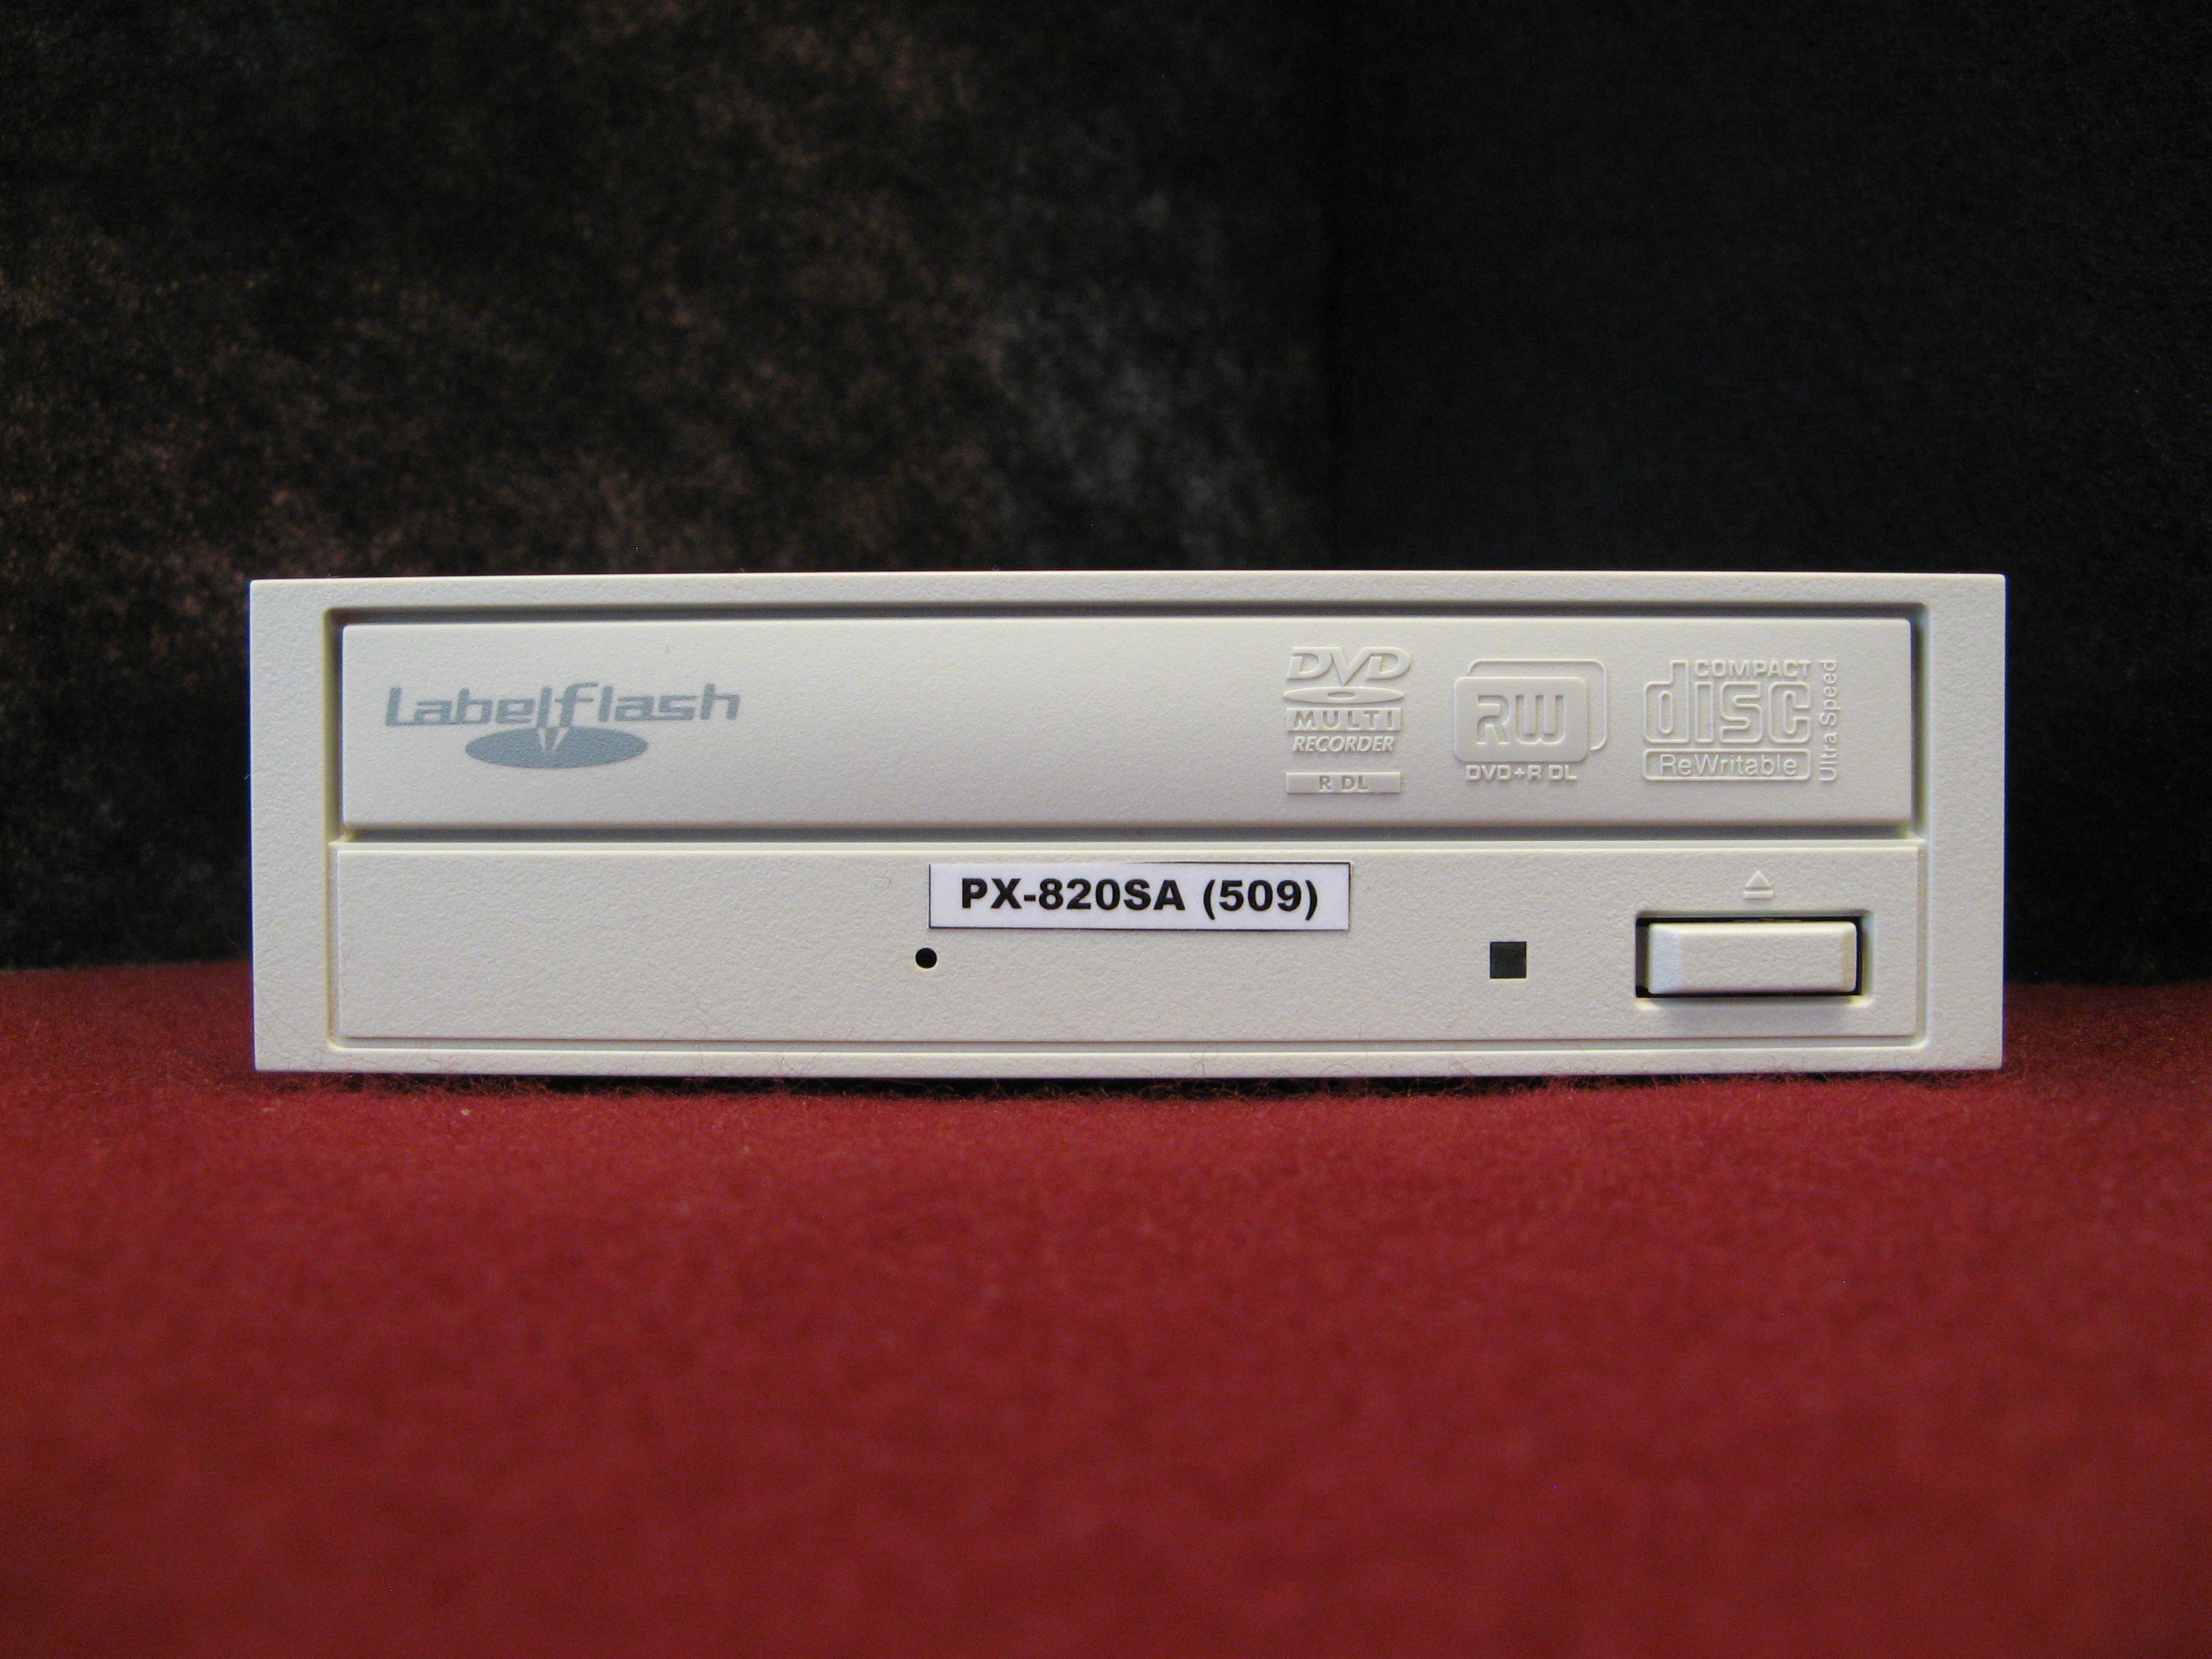 Labelflash
DVD
MULTI
RECORDER
R DL
RW
DVD+R DL
COMPACT
disc
ReWritable
Ultra Speed
PX-820SA (509)